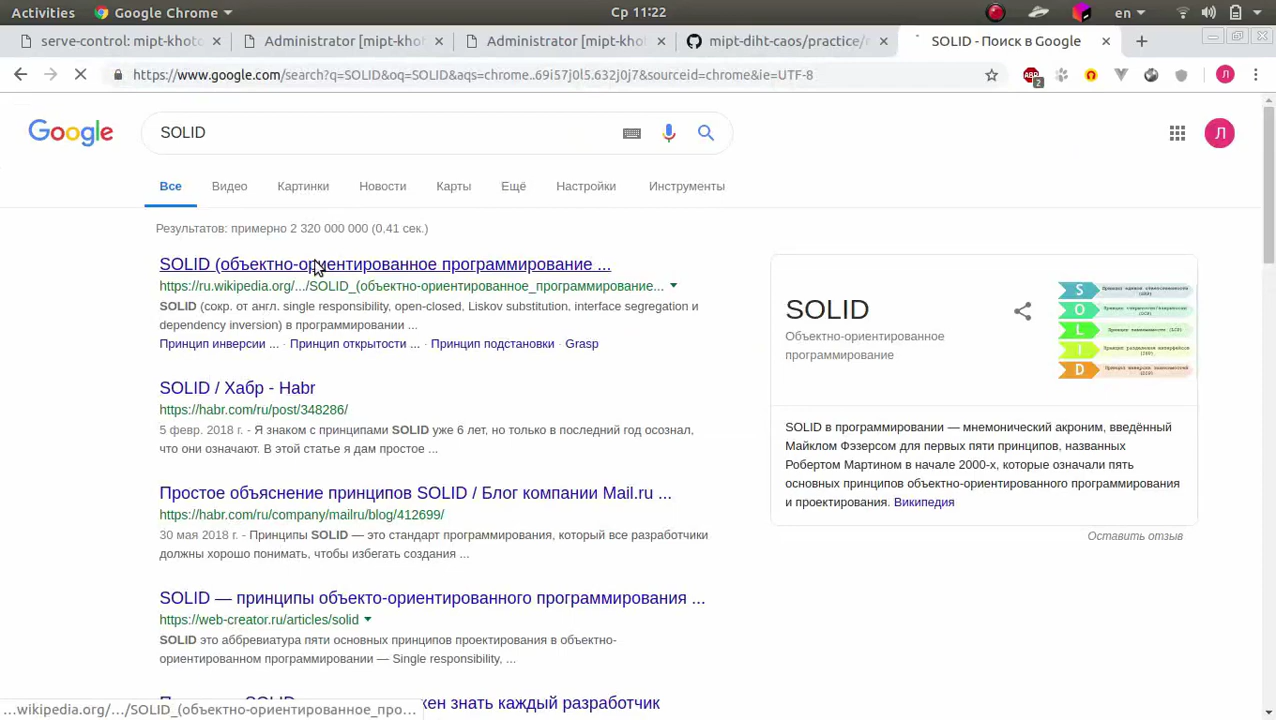 Activities
Google Chrome
Ср 11:22
en
serve-control: mipt-khot
Administrator [mipt-khot
Administrator [mipt-khot
mipt-diht-caos/practice/
SOLID - Поиск в Google
https://www.google.com/search?q=SOLID&oq=SOLID&aqs=chrome..69i57j0l5.632j0j7&sourceid=chrome&ie=UTF-8
2
Л
Google
SOLID
Л
Все
Видео
Картинки
Новости
Карты
Ещё
Настройки
Инструменты
Результатов: примерно 2 320 000 000 (0.41 сек.)
SOLID (объектно-ориентированное программирование ...
https://ru.wikipedia.org/.../SOLID_(объектно-ориентированное_программирование...
SOLID (сокр. от англ. single responsibility, open-closed, Liskov substitution, interface segregation и
dependency inversion) в программировании ...
Принцип инверсии ... · Принцип открытости ... · Принцип подстановки · Grasp
SOLID / Хабр - Habr
https://habr.com/ru/post/348286/
5 февр. 2018 г. - Я знаком с принципами SOLID уже 6 лет, но только в последний год осознал,
что они означают. В этой статье я дам простое ...
Простое объяснение принципов SOLID / Блог компании Mail.ru ...
https://habr.com/ru/company/mailru/blog/412699/
30 мая 2018 г. - Принципы SOLID — это стандарт программирования, который все разработчики
должны хорошо понимать, чтобы избегать создания ...
SOLID — принципы объекто-ориентированного программирования ...
https://web-creator.ru/articles/solid
SOLID это аббревиатура пяти основных принципов проектирования в объектно-
ориентированном программировании — Single responsibility, ...
жен знать каждый разработчик
...wikipedia.org/.../SOLID_(объектно-ориентированное_про...
SOLID
Объектно-ориентированное
программирование
S
O
L
I
D
SOLID в программировании — мнемонический акроним, введённый
Майклом Фэзерсом для первых пяти принципов, названных
Робертом Мартином в начале 2000-х, которые означали пять
основных принципов объектно-ориентированного программирования
и проектирования. Википедия
Оставить отзыв